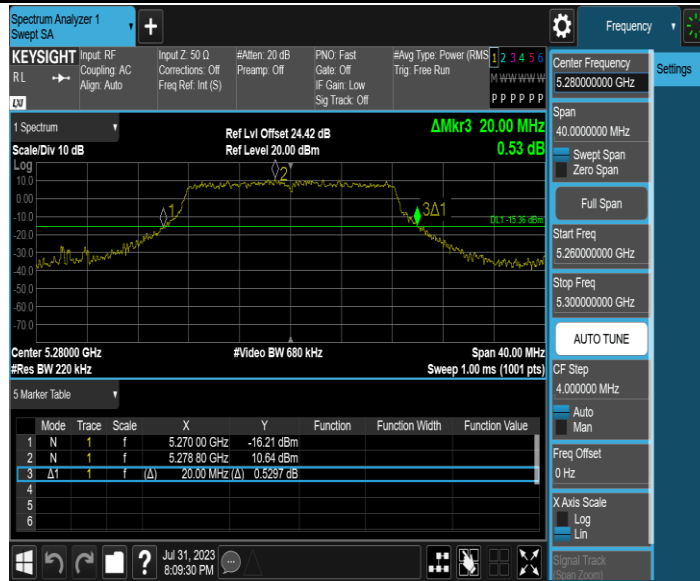 Spectrum Analyzer 1
Swept SA
+
Frequency
KEYSIGHT
RL
LXI
Input: RF
Coupling: AC
Align: Auto
Input Z: 50 Ω
Corrections: Off
Freq Ref: Int (S)
#Atten: 20 dB
Preamp: Off
PNO: Fast
Gate: Off
IF Gain: Low
Sig Track: Off
#Avg Type: Power (RMS
Trig: Free Run
1 2 3 4 5 6
M W W W W W
P P P P P P
Center Frequency
5.280000000 GHz
Settings
Span
40.0000000 MHz
Swept Span
Zero Span
Full Span
Start Freq
5.260000000 GHz
Stop Freq
5.300000000 GHz
AUTO TUNE
CF Step
4.000000 MHz
Auto
Man
Freq Offset
0 Hz
X Axis Scale
Log
Lin
Signal Track
(Span Zoom)
1 Spectrum
Scale/Div 10 dB
Ref Lvl Offset 24.42 dB
Ref Level 20.00 dBm
ΔMkr3 20.00 MHz
0.53 dB
Log
10.0
0.00
-10.0
-20.0
-30.0
-40.0
-50.0
-60.0
-70.0
1
2
3Δ1
DL1 -15.36 dBm
Center 5.28000 GHz
#Res BW 220 kHz
#Video BW 680 kHz
Span 40.00 MHz
Sweep 1.00 ms (1001 pts)
5 Marker Table
Mode Trace Scale X Y Function Function Width Function Value
1 N 1 f 5.270 00 GHz -16.21 dBm
2 N 1 f 5.278 80 GHz 10.64 dBm
3 Δ1 1 f (Δ) 20.00 MHz (Δ) 0.5297 dB
4
5
6
?
Jul 31, 2023
8:09:30 PM